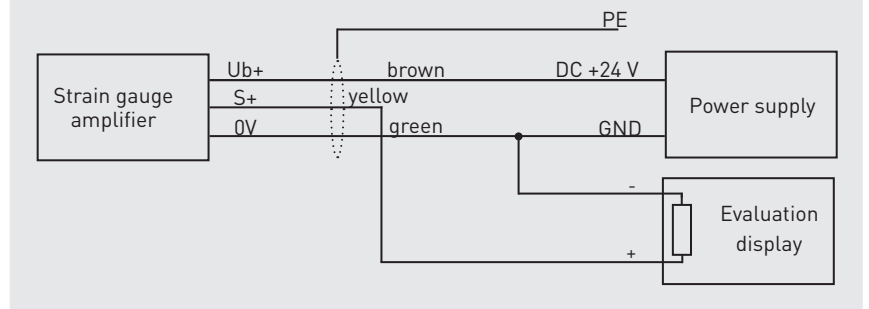 PE
Strain gauge
amplifier
Ub+ brown DC +24 V
S+ yellow
0V green GND
Power supply
-
+
Evaluation
display